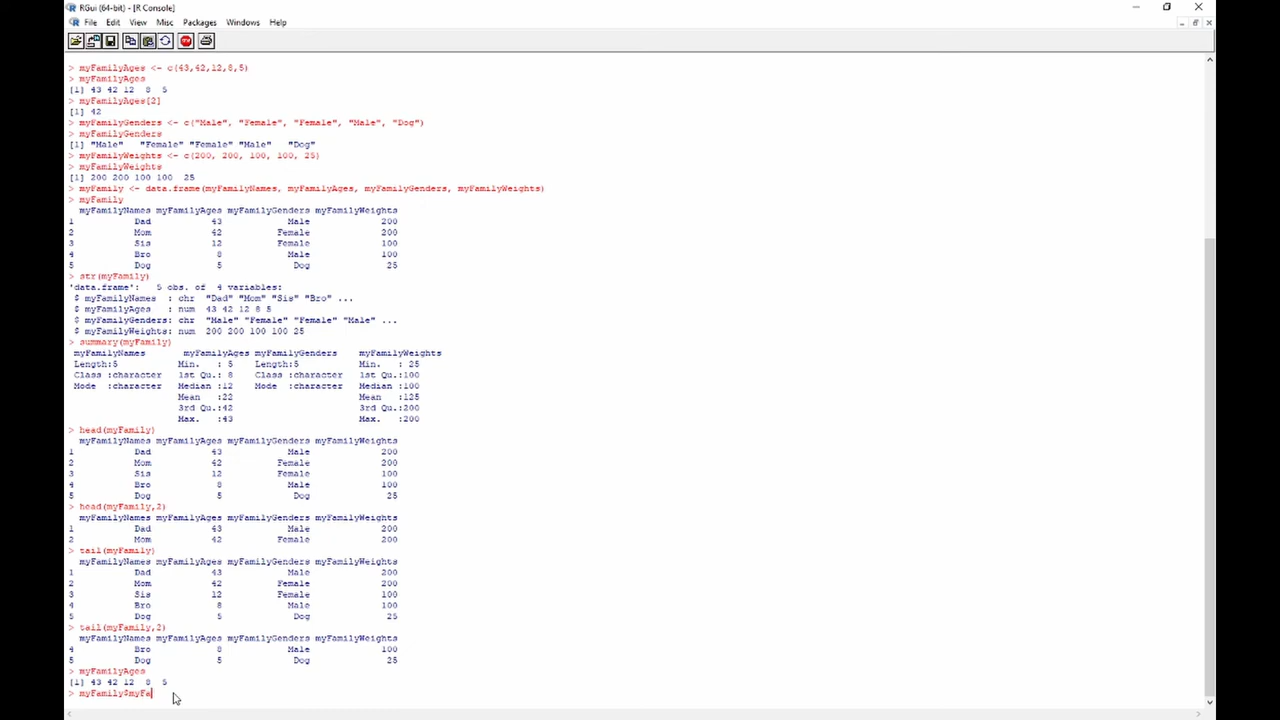 RGui (64-bit) - [R Console]
File Edit View Misc Packages Windows Help
> myFamilyAges <- c(43,42,12,8,5)
> myFamilyAges
[1] 43 42 12  8  5
> myFamilyAges[2]
[1] 42
> myFamilyGenders <- c("Male", "Female", "Female", "Male", "Dog")
> myFamilyGenders
[1] "Male"   "Female" "Female" "Male"   "Dog"
> myFamilyWeights <- c(200, 200, 100, 100, 25)
> myFamilyWeights
[1] 200 200 100 100  25
> myFamily <- data.frame(myFamilyNames, myFamilyAges, myFamilyGenders, myFamilyWeights)
> myFamily
  myFamilyNames myFamilyAges myFamilyGenders myFamilyWeights
1           Dad           43            Male             200
2           Mom           42          Female             200
3           Sis           12          Female             100
4           Bro            8            Male             100
5           Dog            5             Dog              25
> str(myFamily)
'data.frame':   5 obs. of  4 variables:
 $ myFamilyNames  : chr  "Dad" "Mom" "Sis" "Bro" ...
 $ myFamilyAges   : num  43 42 12 8 5
 $ myFamilyGenders: chr  "Male" "Female" "Female" "Male" ...
 $ myFamilyWeights: num  200 200 100 100 25
> summary(myFamily)
 myFamilyNames       myFamilyAges myFamilyGenders    myFamilyWeights
 Length:5           Min.   : 5   Length:5           Min.   : 25
 Class :character   1st Qu.: 8   Class :character   1st Qu.:100
 Mode  :character   Median :12   Mode  :character   Median :100
                    Mean   :22                      Mean   :125
                    3rd Qu.:42                      3rd Qu.:200
                    Max.   :43                      Max.   :200
> head(myFamily)
  myFamilyNames myFamilyAges myFamilyGenders myFamilyWeights
1           Dad           43            Male             200
2           Mom           42          Female             200
3           Sis           12          Female             100
4           Bro            8            Male             100
5           Dog            5             Dog              25
> head(myFamily,2)
  myFamilyNames myFamilyAges myFamilyGenders myFamilyWeights
1           Dad           43            Male             200
2           Mom           42          Female             200
> tail(myFamily)
  myFamilyNames myFamilyAges myFamilyGenders myFamilyWeights
1           Dad           43            Male             200
2           Mom           42          Female             200
3           Sis           12          Female             100
4           Bro            8            Male             100
5           Dog            5             Dog              25
> tail(myFamily,2)
  myFamilyNames myFamilyAges myFamilyGenders myFamilyWeights
4           Bro            8            Male             100
5           Dog            5             Dog              25
> myFamilyAges
[1] 43 42 12  8  5
> myFamily$myFa